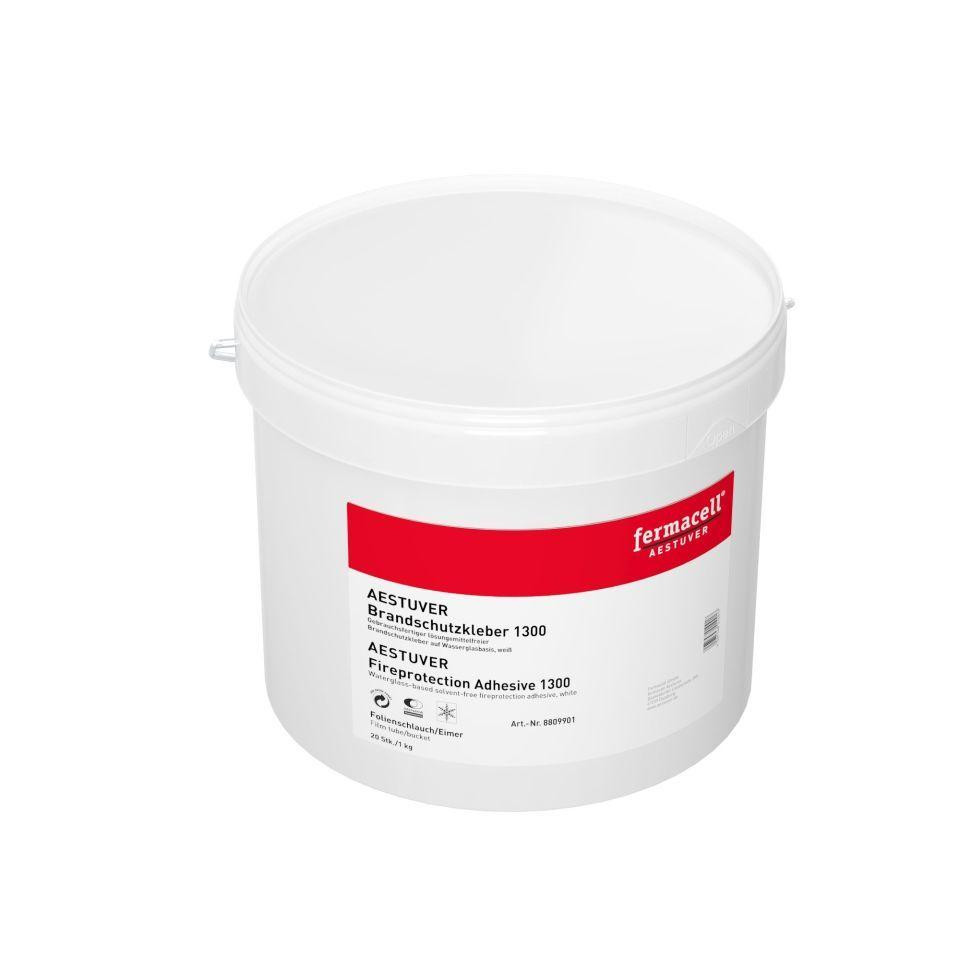 Open
fermacell®
AESTUVER
AESTUVER
Brandschutzkleber 1300
Gebrauchsfertiger lösungsmittelfreier
Brandschutzkleber auf Wasserglasbasis, weiß
AESTUVER
Fireprotection Adhesive 1300
Waterglass-based solvent-free fireprotection adhesive, white
Art.-Nr. 8809901
Folienschlauch/Eimer
Film tube/bucket
20 Stk./1 kg